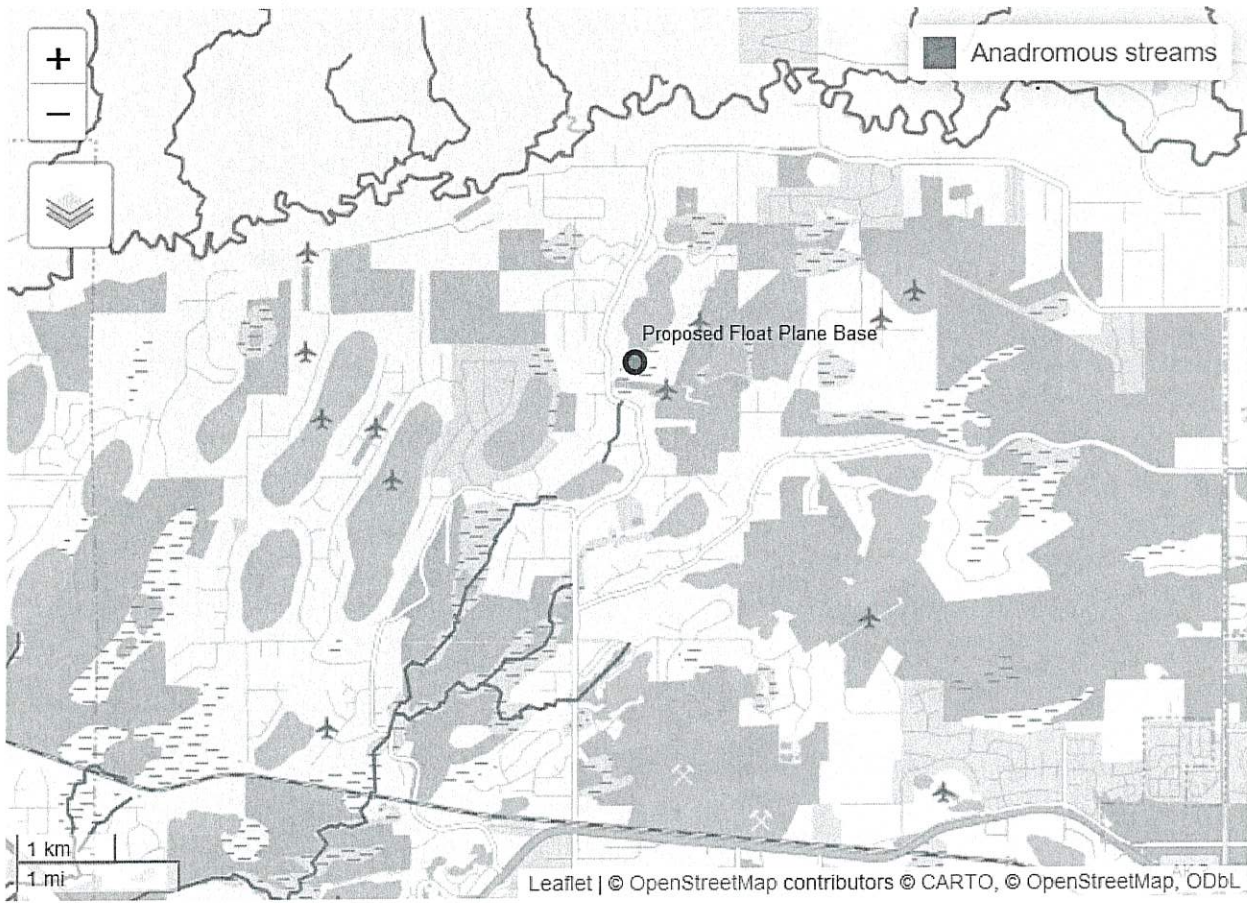 +
Anadromous streams
−
Proposed Float Plane Base
1 km
1 mi
Leaflet | © OpenStreetMap contributors © CARTO, © OpenStreetMap, ODbL